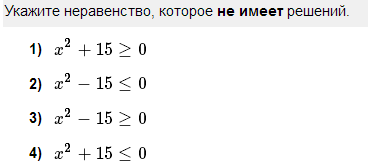 Укажите неравенство, которое не имеет решений.
1) x² + 15 ≥ 0
2) x² − 15 ≤ 0
3) x² − 15 ≥ 0
4) x² + 15 ≤ 0